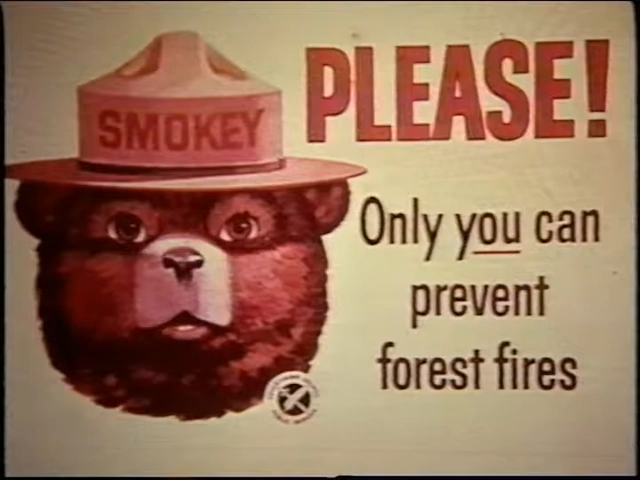 SMOKEY
PLEASE!
Only you can
prevent
forest fires